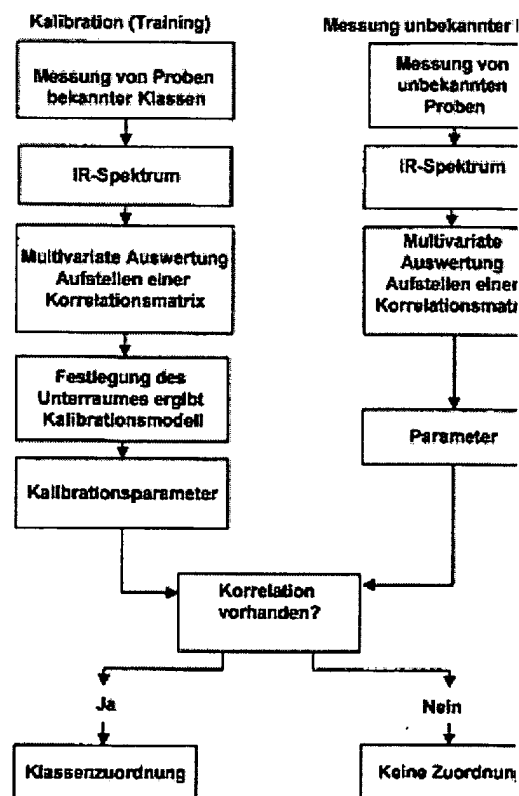 Kalibration (Training)
Messung von Proben
bekannter Klassen
IR-Spektrum
Multivariate Auswertung
Aufstellen einer
Korrelationsmatrix
Festlegung des
Unterraumes ergibt
Kalibrationsmodell
Kalibrationsparameter
Messung unbekannter
Messung von
unbekannten
Proben
IR-Spektrum
Multivariate
Auswertung
Aufstellen einer
Korrelationsmatri
Parameter
Korrelation
vorhanden?
Ja
Nein
Klassenzuordnung
Keine Zuordnung